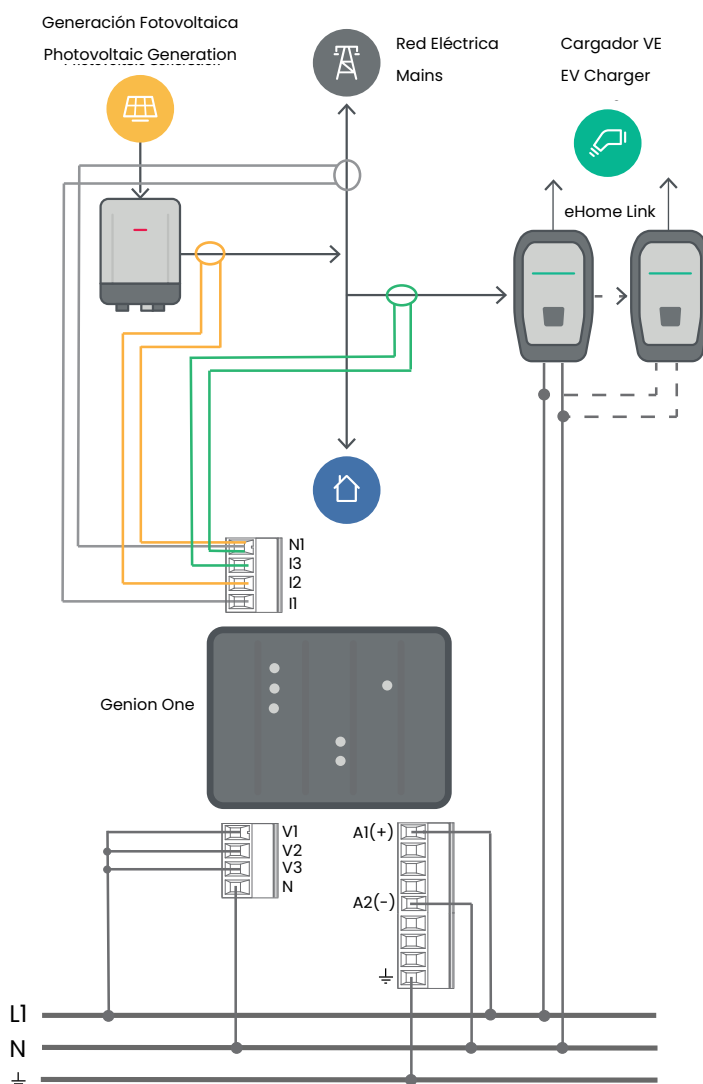 Generación Fotovoltaica
Photovoltaic Generation
Red Eléctrica
Mains
Cargador VE
EV Charger
eHome Link
N1
I3
I2
I1
Genion One
V1
V2
V3
N
A1(+)
A2(-)
L1
N